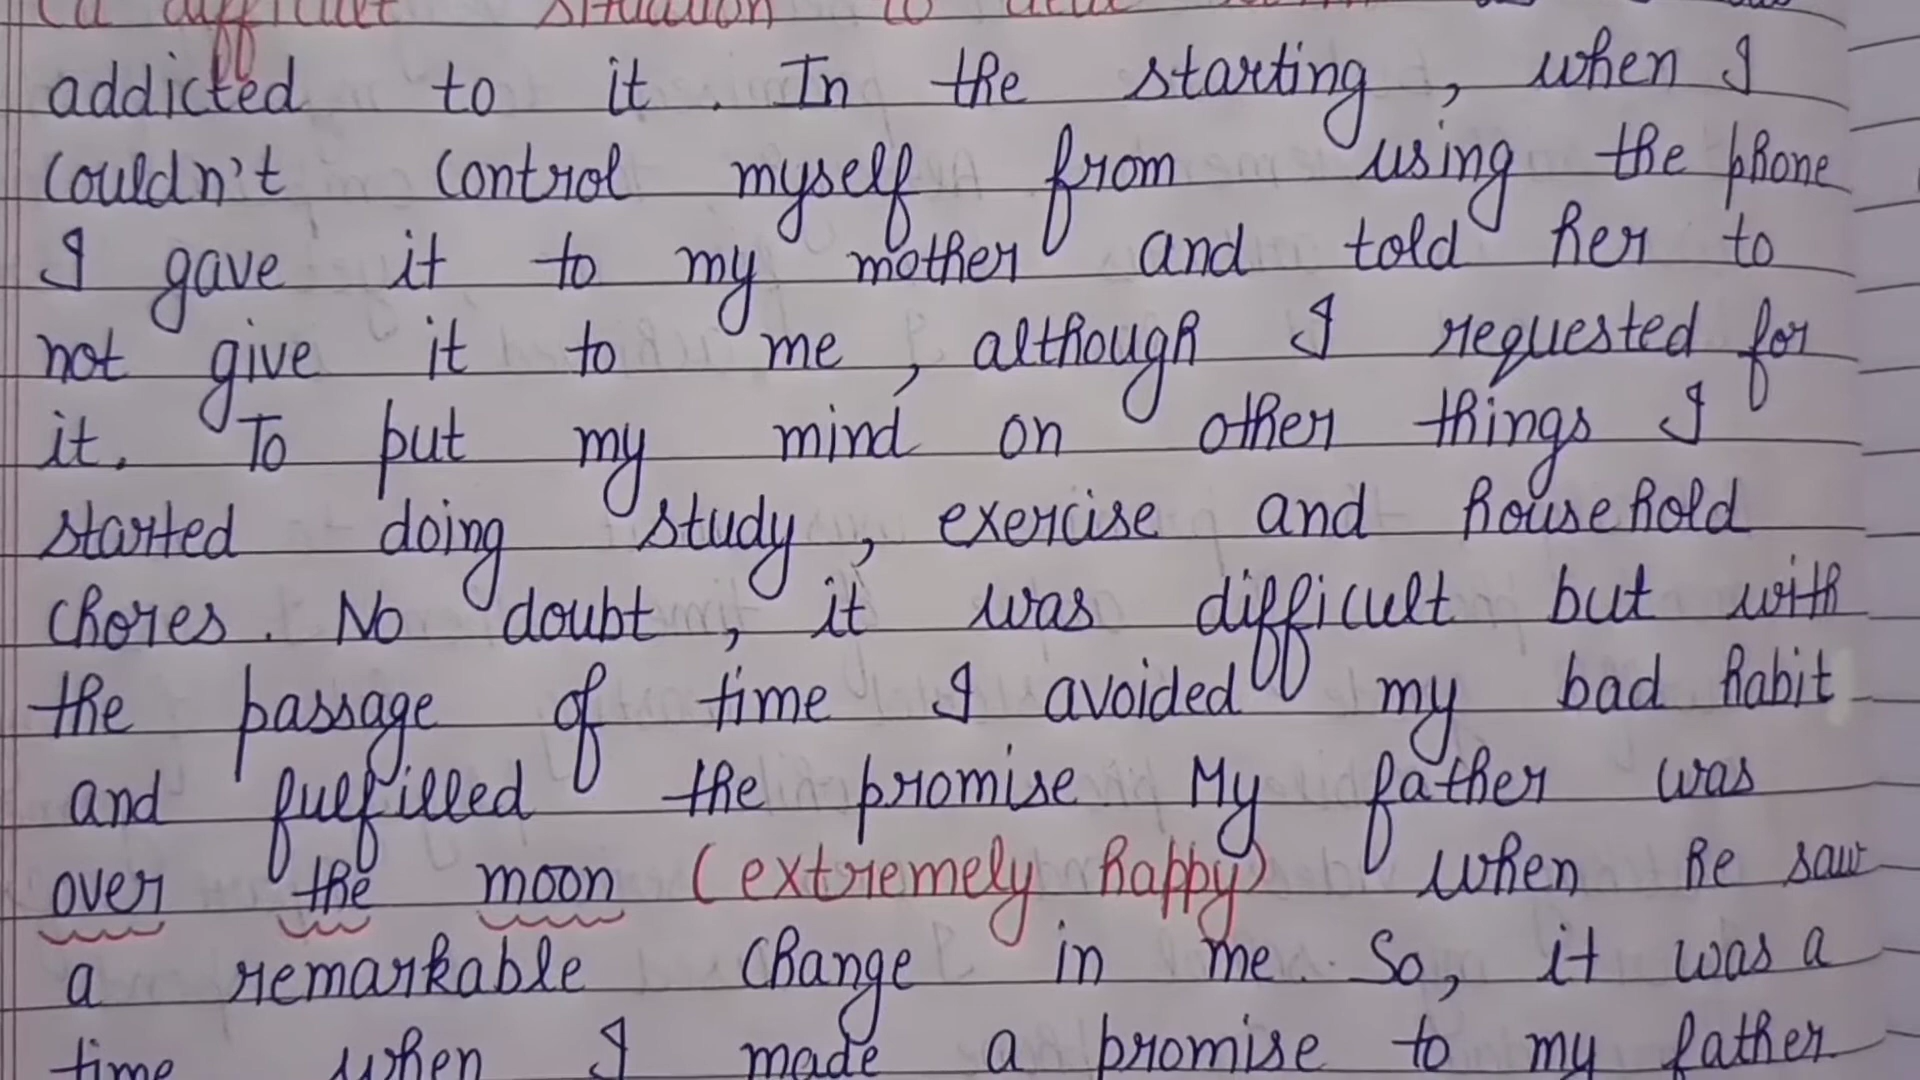 (a difficult situation to deal
addicted to it. In the starting, when I
couldn't control myself from using the phone
I gave it to my mother and told her to
not give it to me, although I requested for
it. To put my mind on other things I
started doing study, exercise and household
chores. No doubt, it was difficult but with
the passage of time I avoided my bad habit
and fulfilled the promise My father was
over the moon (extremely happy) when he saw
a remarkable change in me. So, it was a
time when I made a promise to my father